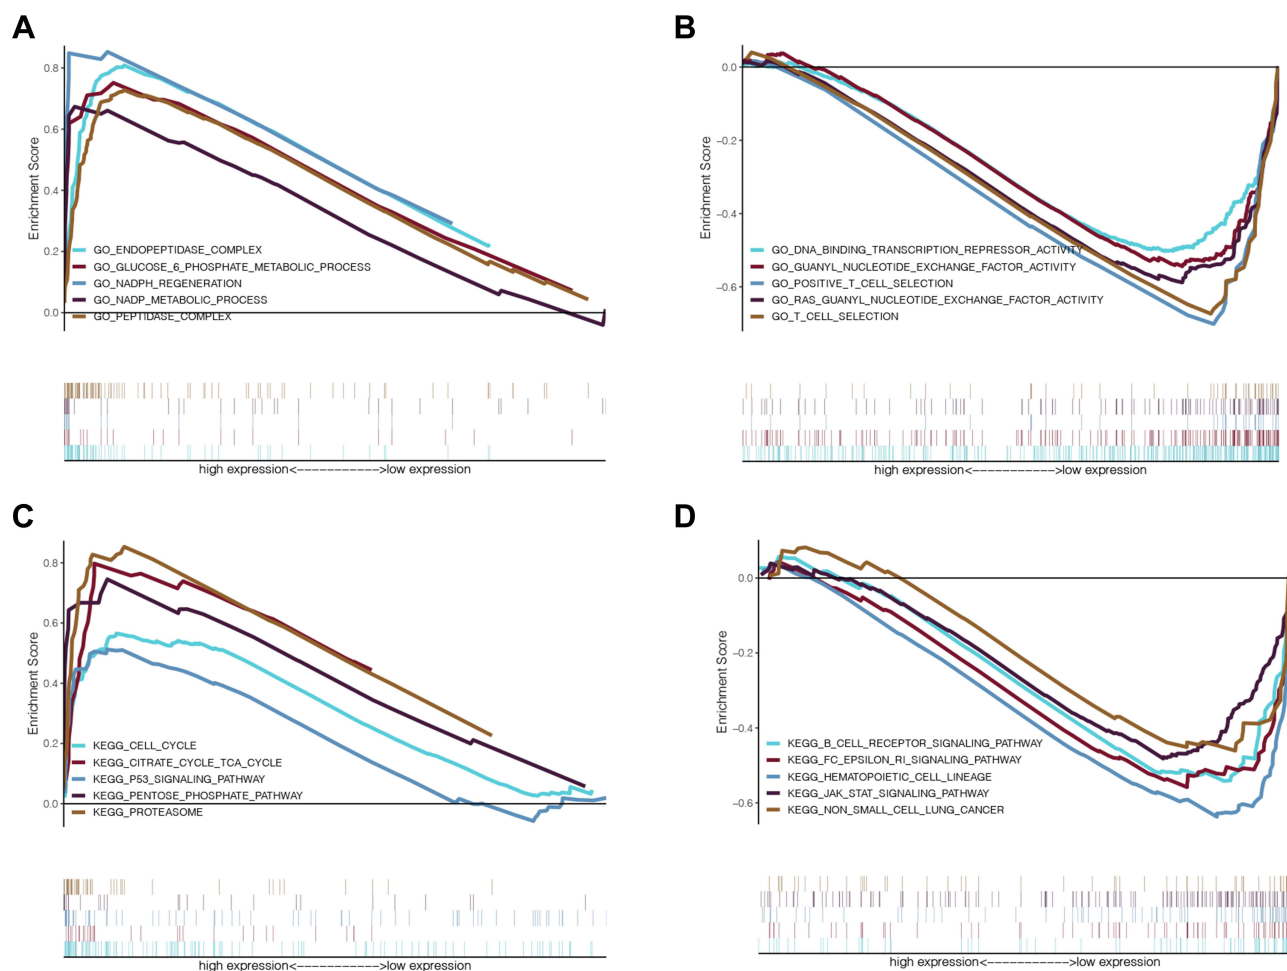 A
Enrichment Score
0.8
0.6
0.4
0.2
0.0
GO_ENDOPEPTIDASE_COMPLEX
GO_GLUCOSE_6_PHOSPHATE_METABOLIC_PROCESS
GO_NADPH_REGENERATION
GO_NADP_METABOLIC_PROCESS
GO_PEPTIDASE_COMPLEX
high expression<----------->low expression
B
Enrichment Score
0.0
−0.2
−0.4
−0.6
GO_DNA_BINDING_TRANSCRIPTION_REPRESSOR_ACTIVITY
GO_GUANYL_NUCLEOTIDE_EXCHANGE_FACTOR_ACTIVITY
GO_POSITIVE_T_CELL_SELECTION
GO_RAS_GUANYL_NUCLEOTIDE_EXCHANGE_FACTOR_ACTIVITY
GO_T_CELL_SELECTION
high expression<----------->low expression
C
Enrichment Score
0.8
0.6
0.4
0.2
0.0
KEGG_CELL_CYCLE
KEGG_CITRATE_CYCLE_TCA_CYCLE
KEGG_P53_SIGNALING_PATHWAY
KEGG_PENTOSE_PHOSPHATE_PATHWAY
KEGG_PROTEASOME
high expression<----------->low expression
D
Enrichment Score
0.0
−0.2
−0.4
−0.6
KEGG_B_CELL_RECEPTOR_SIGNALING_PATHWAY
KEGG_FC_EPSILON_RI_SIGNALING_PATHWAY
KEGG_HEMATOPOIETIC_CELL_LINEAGE
KEGG_JAK_STAT_SIGNALING_PATHWAY
KEGG_NON_SMALL_CELL_LUNG_CANCER
high expression<----------->low expression